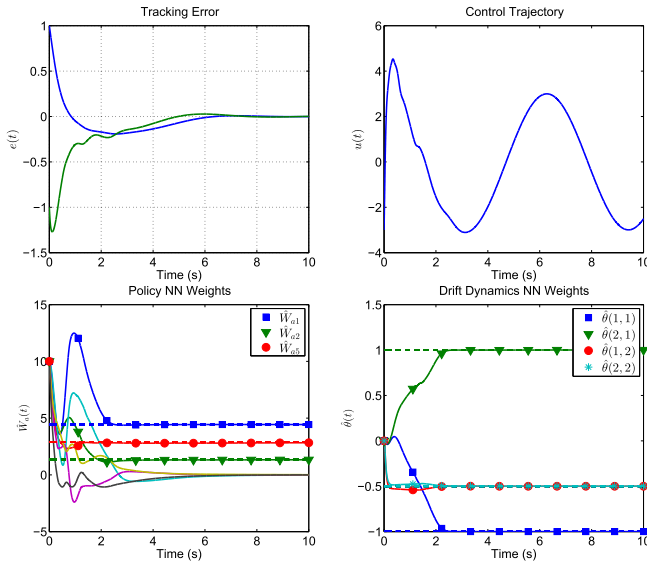 Tracking Error
1
0.5
0
−0.5
−1
−1.5
e(t)
0 2 4 6 8 10
Time (s)
Control Trajectory
6
4
2
0
−2
−4
u(t)
0 2 4 6 8 10
Time (s)
Policy NN Weights
15
10
5
0
−5
Ŵa(t)
Ŵa1
Ŵa2
Ŵa5
0 2 4 6 8 10
Time (s)
Drift Dynamics NN Weights
1.5
1
0.5
0
−0.5
−1
θ̂(t)
θ̂(1, 1)
θ̂(2, 1)
θ̂(1, 2)
θ̂(2, 2)
0 2 4 6 8 10
Time (s)